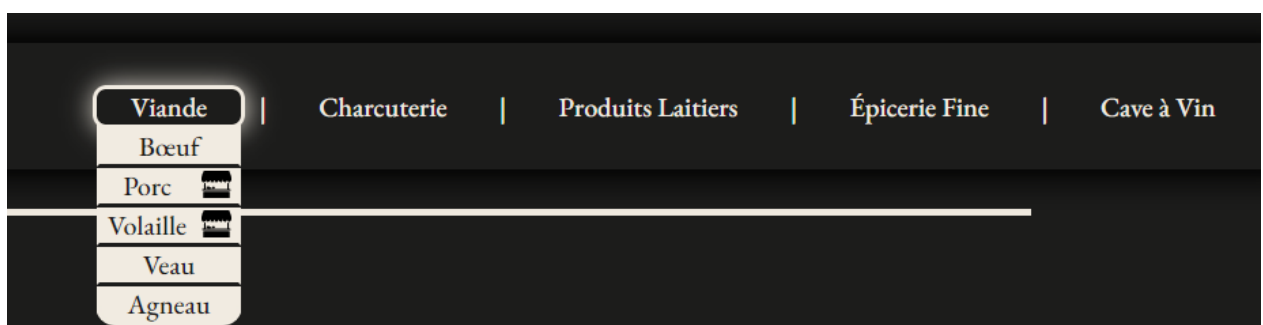 Viande | Charcuterie | Produits Laitiers | Épicerie Fine | Cave à Vin
Bœuf
Porc
Volaille
Veau
Agneau